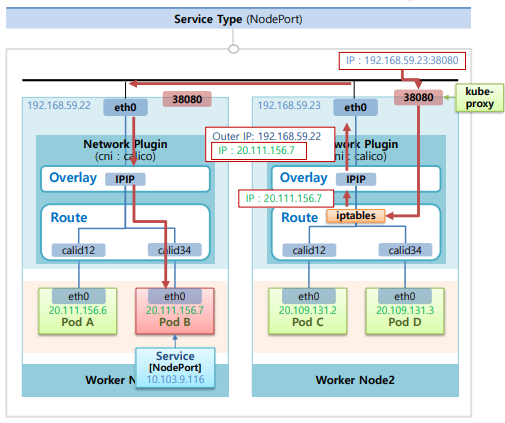 Service Type (NodePort)
IP : 192.168.59.23:38080
192.168.59.22
eth0
38080
192.168.59.23
eth0
38080
kube-
proxy
Network Plugin
(cni : calico)
Outer IP: 192.168.59.22
IP : 20.111.156.7
k Plugin
calico)
Overlay
IPIP
Overlay
IPIP
IP : 20.111.156.7
Route
Route
iptables
calid12
calid34
calid12
calid34
eth0
20.111.156.6
Pod A
eth0
20.111.156.7
Pod B
eth0
20.109.131.2
Pod C
eth0
20.109.131.3
Pod D
Service
[NodePort]
10.103.9.116
Worker N
Worker Node2